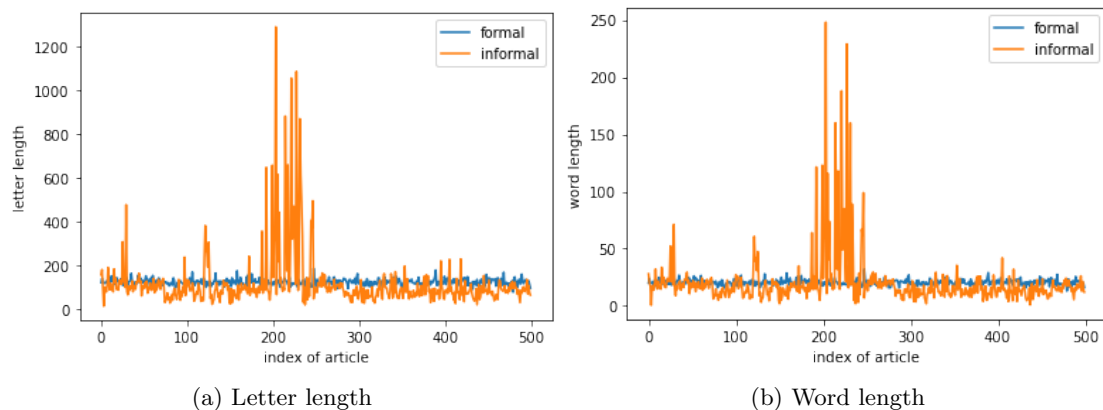 formal
informal
1200
1000
800
600
400
200
0
letter length
0 100 200 300 400 500
index of article
(a) Letter length
formal
informal
250
200
150
100
50
0
word length
0 100 200 300 400 500
index of article
(b) Word length